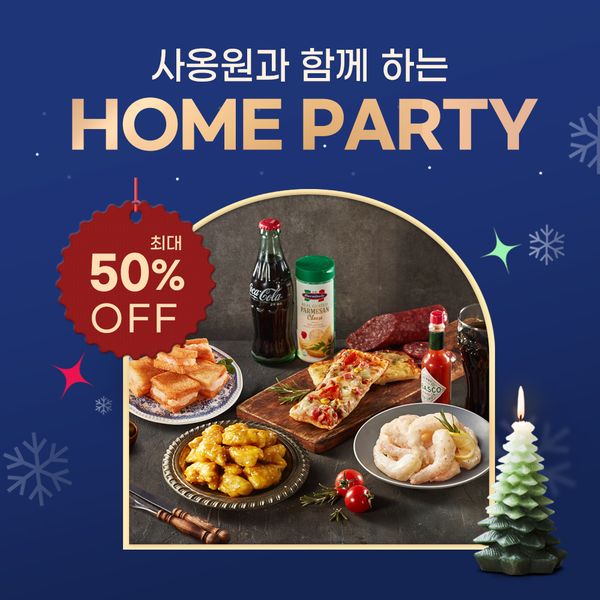 사옹원과 함께 하는
HOME PARTY
최대
50%
OFF
Coca-Cola
PARMESAN
Cheese
TABASCO